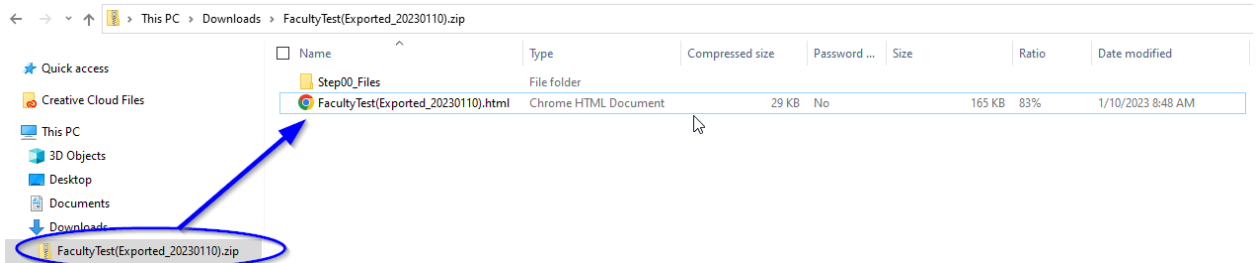 This PC > Downloads > FacultyTest(Exported_20230110).zip
Name Type Compressed size Password ... Size Ratio Date modified
Quick access
Step00_Files File folder
Creative Cloud Files
FacultyTest(Exported_20230110).html Chrome HTML Document 29 KB No 165 KB 83% 1/10/2023 8:48 AM
This PC
3D Objects
Desktop
Documents
Downloads
FacultyTest(Exported_20230110).zip